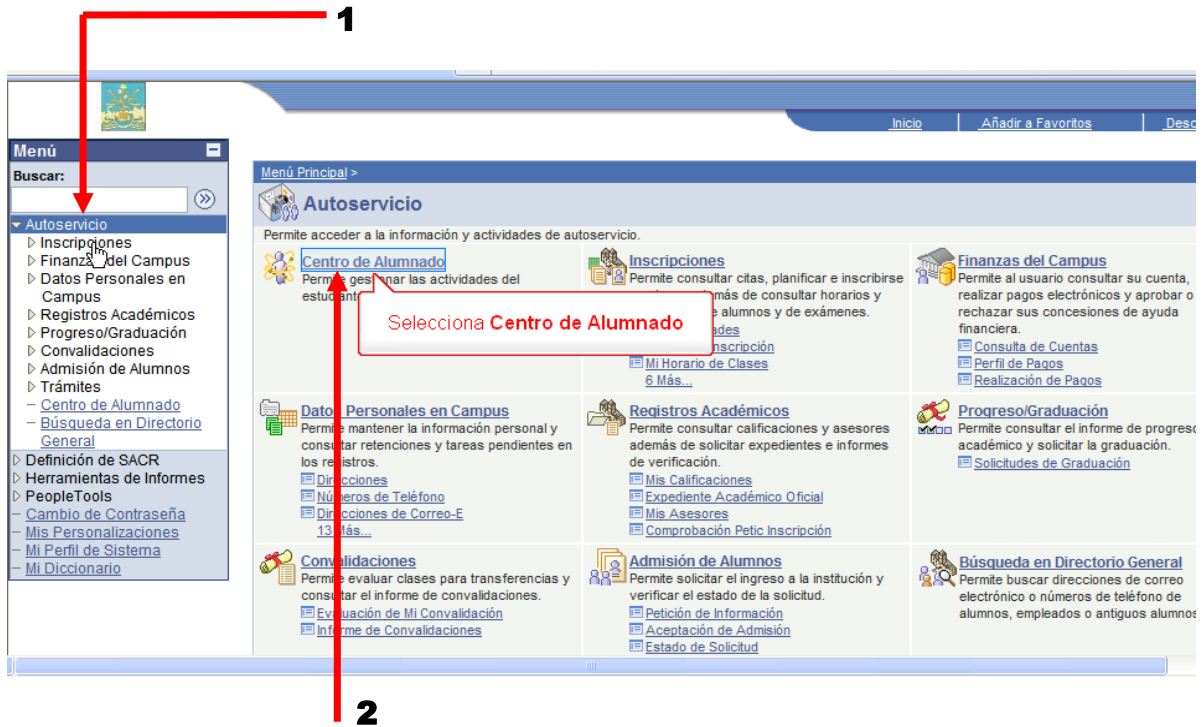 1
Inicio
Añadir a Favoritos
Desc
Menú
Buscar:
Autoservicio
Inscripciones
Finanzas del Campus
Datos Personales en
Campus
Registros Académicos
Progreso/Graduación
Convalidaciones
Admisión de Alumnos
Trámites
Centro de Alumnado
Búsqueda en Directorio
General
Definición de SACR
Herramientas de Informes
PeopleTools
Cambio de Contraseña
Mis Personalizaciones
Mi Perfil de Sistema
Mi Diccionario
Menú Principal >
Autoservicio
Permite acceder a la información y actividades de autoservicio.
Centro de Alumnado
Permite gestionar las actividades del
estudiante
Selecciona Centro de Alumnado
Inscripciones
Permite consultar citas, planificar e inscribirse
más de consultar horarios y
alumnos y de exámenes.
Mi Horario de Clases
6 Más...
Finanzas del Campus
Permite al usuario consultar su cuenta,
realizar pagos electrónicos y aprobar o
rechazar sus concesiones de ayuda
financiera.
Consulta de Cuentas
Perfil de Pagos
Realización de Pagos
Datos Personales en Campus
Permite mantener la información personal y
consultar retenciones y tareas pendientes en
los registros.
Direcciones
Números de Teléfono
Direcciones de Correo-E
13 Más...
Registros Académicos
Permite consultar calificaciones y asesores
además de solicitar expedientes e informes
de verificación.
Mis Calificaciones
Expediente Académico Oficial
Mis Asesores
Comprobación Petic Inscripción
Progreso/Graduación
Permite consultar el informe de progreso
académico y solicitar la graduación.
Solicitudes de Graduación
Convalidaciones
Permite evaluar clases para transferencias y
consultar el informe de convalidaciones.
Evaluación de Mi Convalidación
Informe de Convalidaciones
Admisión de Alumnos
Permite solicitar el ingreso a la institución y
verificar el estado de la solicitud.
Petición de Información
Aceptación de Admisión
Estado de Solicitud
Búsqueda en Directorio General
Permite buscar direcciones de correo
electrónico o números de teléfono de
alumnos, empleados o antiguos alumnos
2